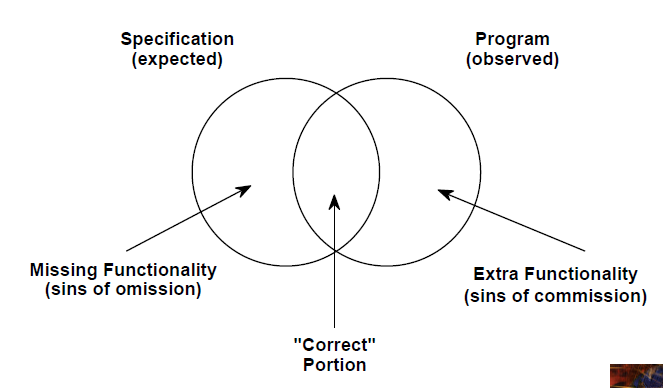 Specification
(expected)
Program
(observed)
Missing Functionality
(sins of omission)
Extra Functionality
(sins of commission)
"Correct"
Portion